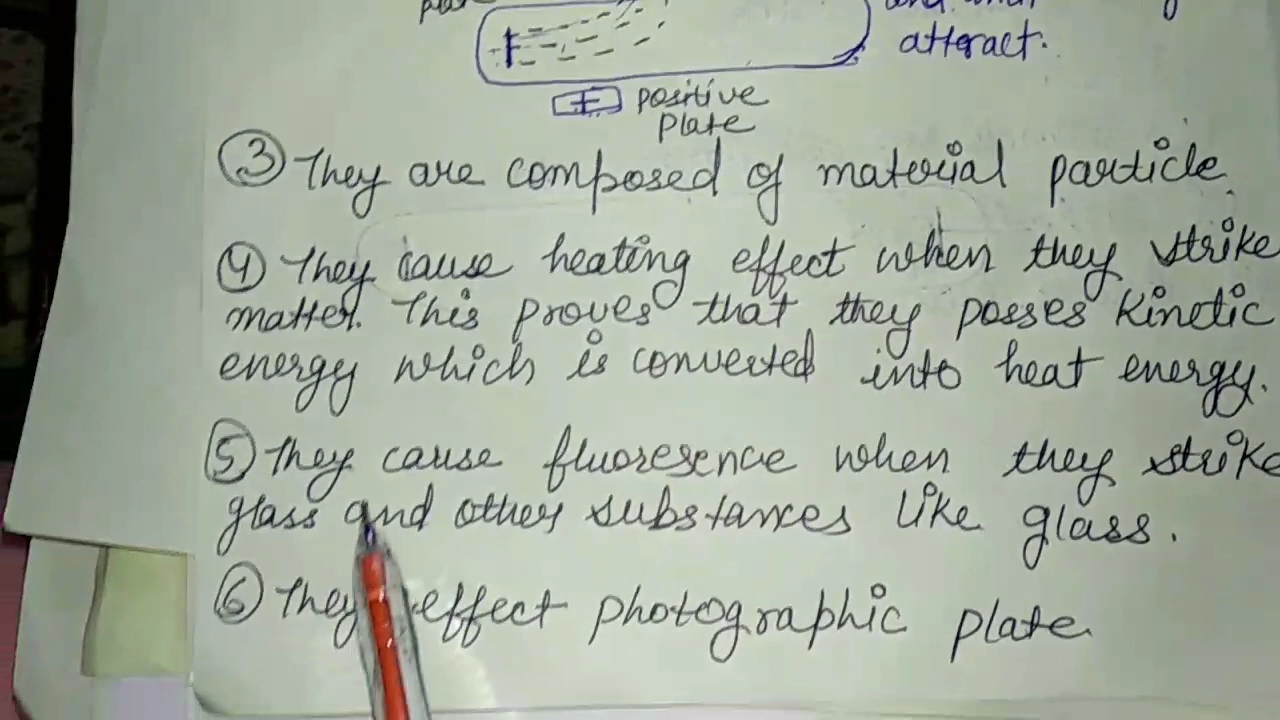 attract.
+ positive
plate
③ They are composed of material particle.
④ They cause heating effect when they strike
matter. This proves that they posses kinetic
energy which is converted into heat energy.
⑤ They cause fluoresence when they strike
glass and other substances like glass.
⑥ They effect photographic plate